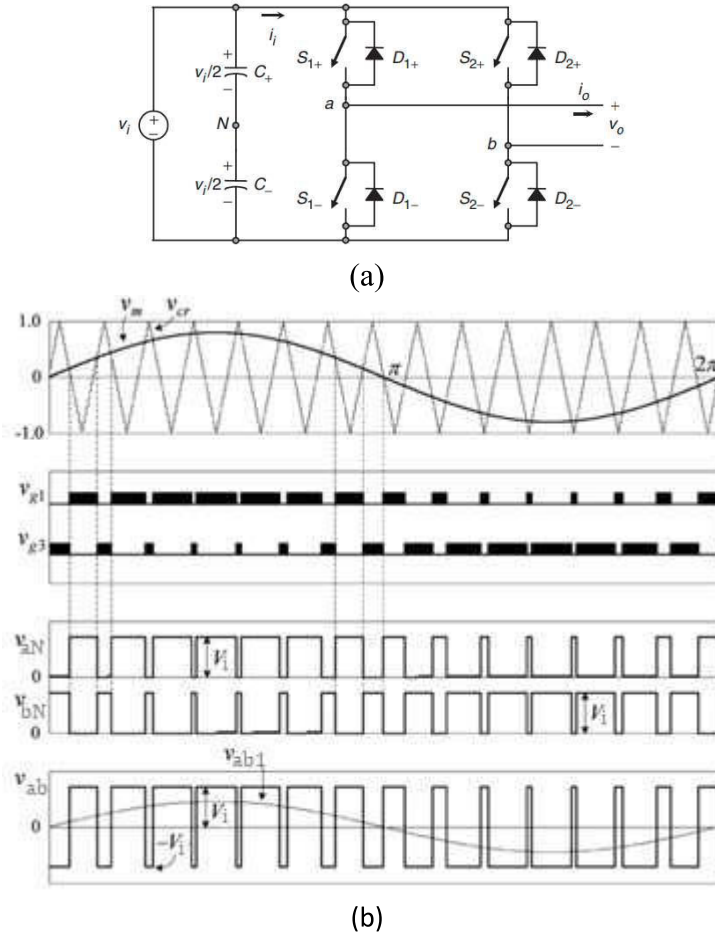 i_i
S_1+ D_1+ S_2+ D_2+
+
v_i/2 C_+
−
a
i_o
+
v_i
+
−
N
v_o
b
−
+
v_i/2 C_−
−
S_1− D_1− S_2− D_2−
(a)
v_m v_cr
1.0
0
π
2π
-1.0
v_g1
v_g3
v_aN
V_i
0
v_bN
V_i
0
v_ab1
v_ab
V_i
0
-V_i
(b)